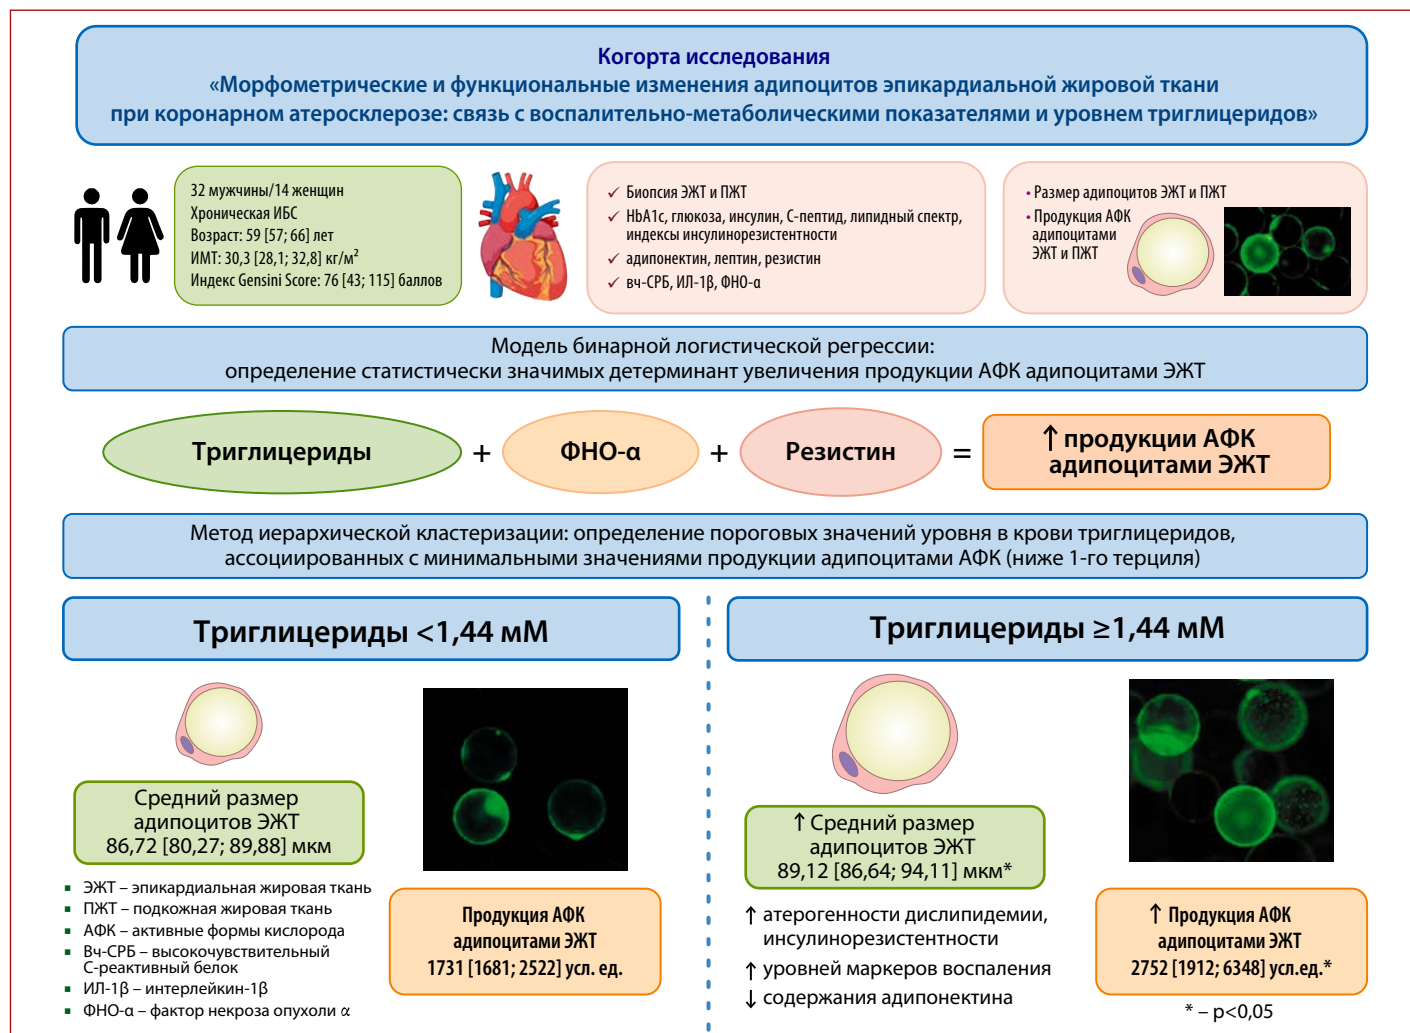 Когорта исследования
«Морфометрические и функциональные изменения адипоцитов эпикардиальной жировой ткани
при коронарном атеросклерозе: связь с воспалительно-метаболическими показателями и уровнем триглицеридов»
32 мужчины/14 женщин
Хроническая ИБС
Возраст: 59 [57; 66] лет
ИМТ: 30,3 [28,1; 32,8] кг/м²
Индекс Gensini Score: 76 [43; 115] баллов
✓ Биопсия ЭЖТ и ПЖТ
✓ HbA1c, глюкоза, инсулин, С-пептид, липидный спектр,
индексы инсулинорезистентности
✓ адипонектин, лептин, резистин
✓ вч-СРБ, ИЛ-1β, ФНО-α
• Размер адипоцитов ЭЖТ и ПЖТ
• Продукция АФК
адипоцитами
ЭЖТ и ПЖТ
Модель бинарной логистической регрессии:
определение статистически значимых детерминант увеличения продукции АФК адипоцитами ЭЖТ
Триглицериды + ФНО-α + Резистин = ↑ продукции АФК
адипоцитами ЭЖТ
Метод иерархической кластеризации: определение пороговых значений уровня в крови триглицеридов,
ассоциированных с минимальными значениями продукции адипоцитами АФК (ниже 1-го терциля)
Триглицериды <1,44 мМ
Средний размер
адипоцитов ЭЖТ
86,72 [80,27; 89,88] мкм
▪ ЭЖТ – эпикардиальная жировая ткань
▪ ПЖТ – подкожная жировая ткань
▪ АФК – активные формы кислорода
▪ Вч-СРБ – высокочувствительный
С-реактивный белок
▪ ИЛ-1β – интерлейкин-1β
▪ ФНО-α – фактор некроза опухоли α
Продукция АФК
адипоцитами ЭЖТ
1731 [1681; 2522] усл. ед.
Триглицериды ≥1,44 мМ
↑ Средний размер
адипоцитов ЭЖТ
89,12 [86,64; 94,11] мкм*
↑ атерогенности дислипидемии,
инсулинорезистентности
↑ уровней маркеров воспаления
↓ содержания адипонектина
↑ Продукция АФК
адипоцитами ЭЖТ
2752 [1912; 6348] усл.ед.*
* – p<0,05